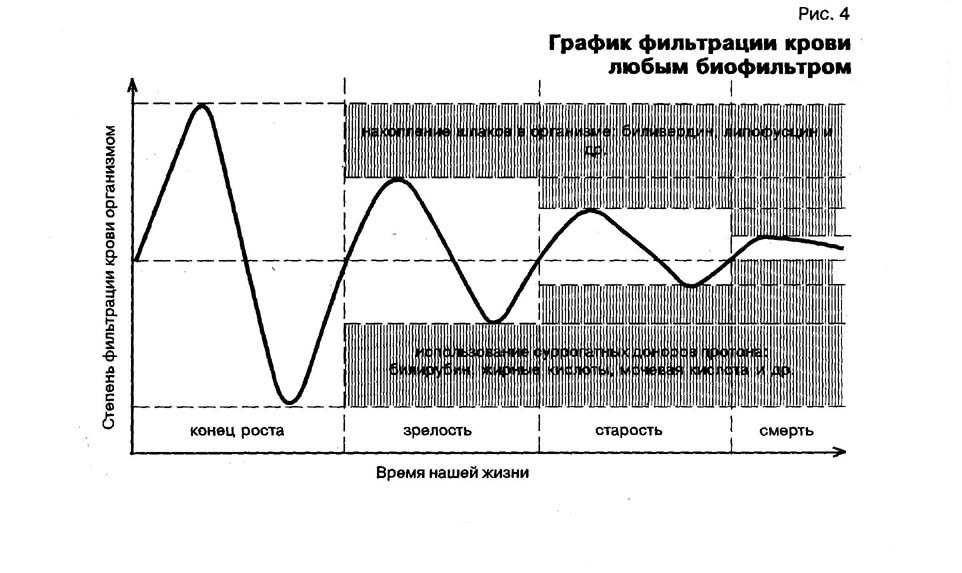 Рис. 4
График фильтрации крови
любым биофильтром
Степень фильтрации крови организмом
накопление шлаков в организме: биливердин, липофусцин и
др.
использование суррогатных доноров протона:
билирубин, жирные кислоты, мочевая кислота и др.
конец роста
зрелость
старость
смерть
Время нашей жизни